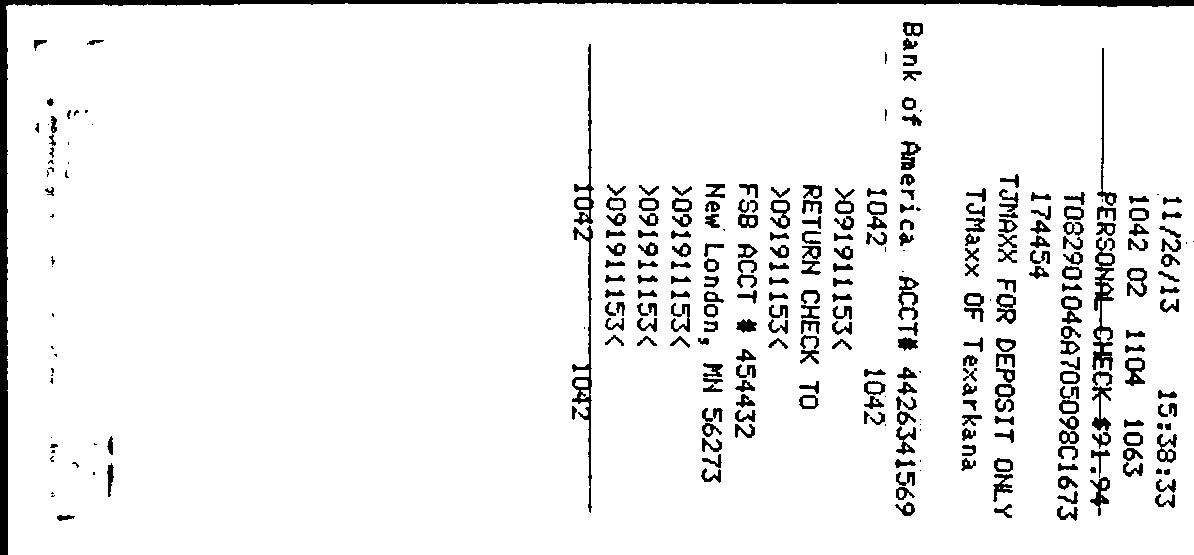 11/26/13 15:38:33
1042 02 1104 1063
PERSONAL CHECK $91.94-
T082901046A705098C1673
174454
TJMAXX FOR DEPOSIT ONLY
TJMaxx OF Texarkana
Bank of America ACCT# 4426341569
1042 1042
>091911153<
RETURN CHECK TO
>091911153<
FSB ACCT # 454432
New London, MN 56273
>091911153<
>091911153<
>091911153<
1042 1042